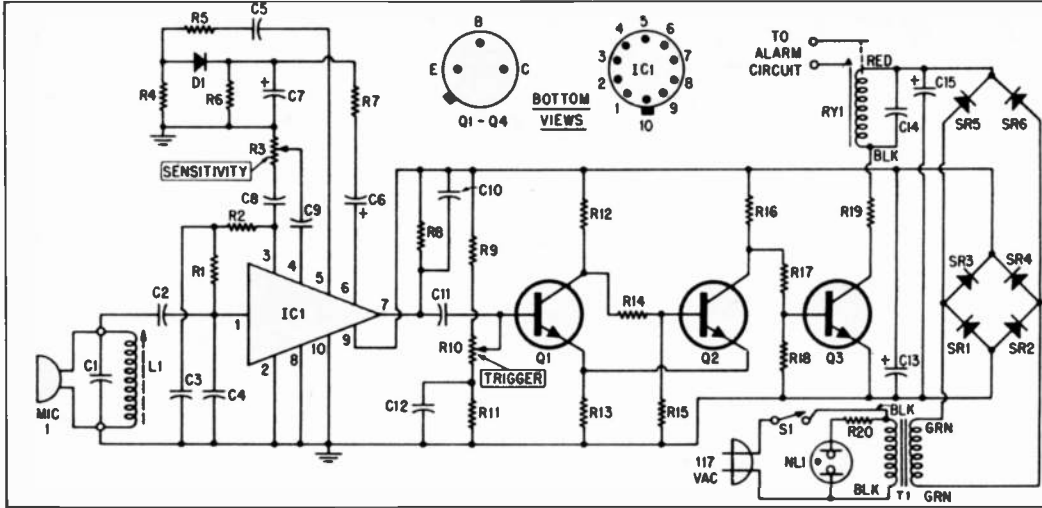 R5
C5
B
5
4
6
TO
ALARM
CIRCUIT
RED
D1
E
C
3
IC1
7
R4
R6
+
C7
R7
2
8
RY1
+
C15
SR5
SR6
BOTTOM
VIEWS
1
9
10
Q1 - Q4
C14
R3
SENSITIVITY
BLK
C10
C8
C9
C6
+
R12
R16
R19
R2
R8
R9
3
4
5
6
R1
SR3
SR4
R17
C2
7
C11
R14
1
IC1
9
R10
Q1
Q2
R18
Q3
SR1
SR2
L1
2
8
10
TRIGGER
+
C13
C1
MIC
1
C3
C4
C12
R11
R13
R15
BLK
S1
R20
GRN
117
VAC
NL1
BLK
T1
GRN